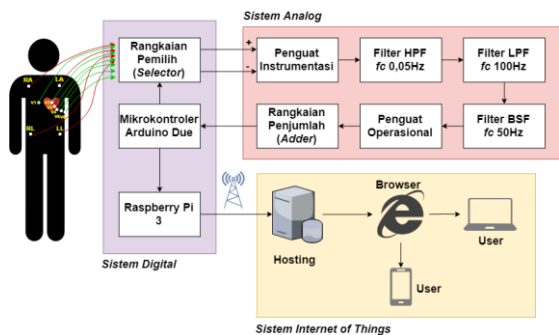 Sistem Analog
RA
LA
V1
RL
LL
Rangkaian
Pemilih
(Selector)
+
-
Penguat
Instrumentasi
Filter HPF
fc 0,05Hz
Filter LPF
fc 100Hz
Mikrokontroler
Arduino Due
Rangkaian
Penjumlah
(Adder)
Penguat
Operasional
Filter BSF
fc 50Hz
Raspberry Pi
3
Sistem Digital
Hosting
Browser
User
User
Sistem Internet of Things